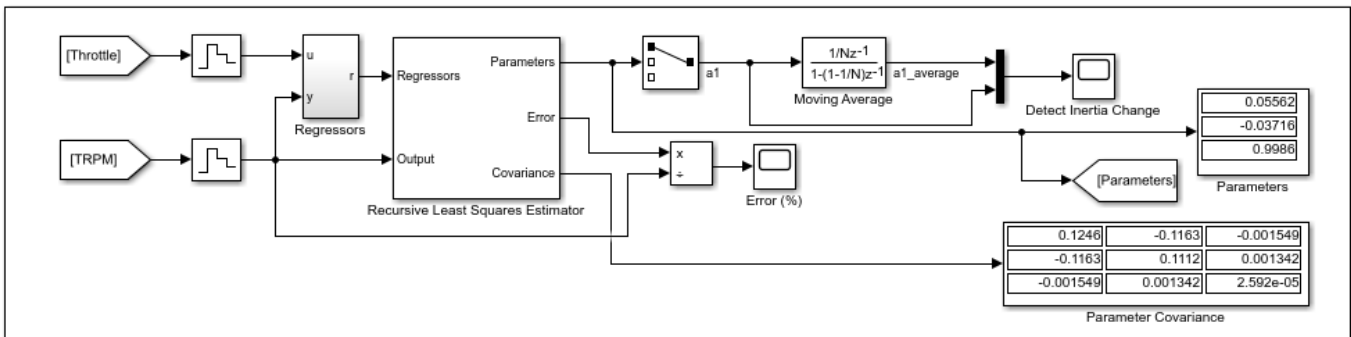 [Throttle]
u
y
r
Regressors
[TRPM]
Regressors
Output
Parameters
Error
Covariance
Recursive Least Squares Estimator
a1
1/Nz-1
1-(1-1/N)z-1
Moving Average
a1_average
Detect Inertia Change
x
÷
Error (%)
0.05562
-0.03716
0.9986
Parameters
[Parameters]
0.1246 -0.1163 -0.001549
-0.1163 0.1112 0.001342
-0.001549 0.001342 2.592e-05
Parameter Covariance